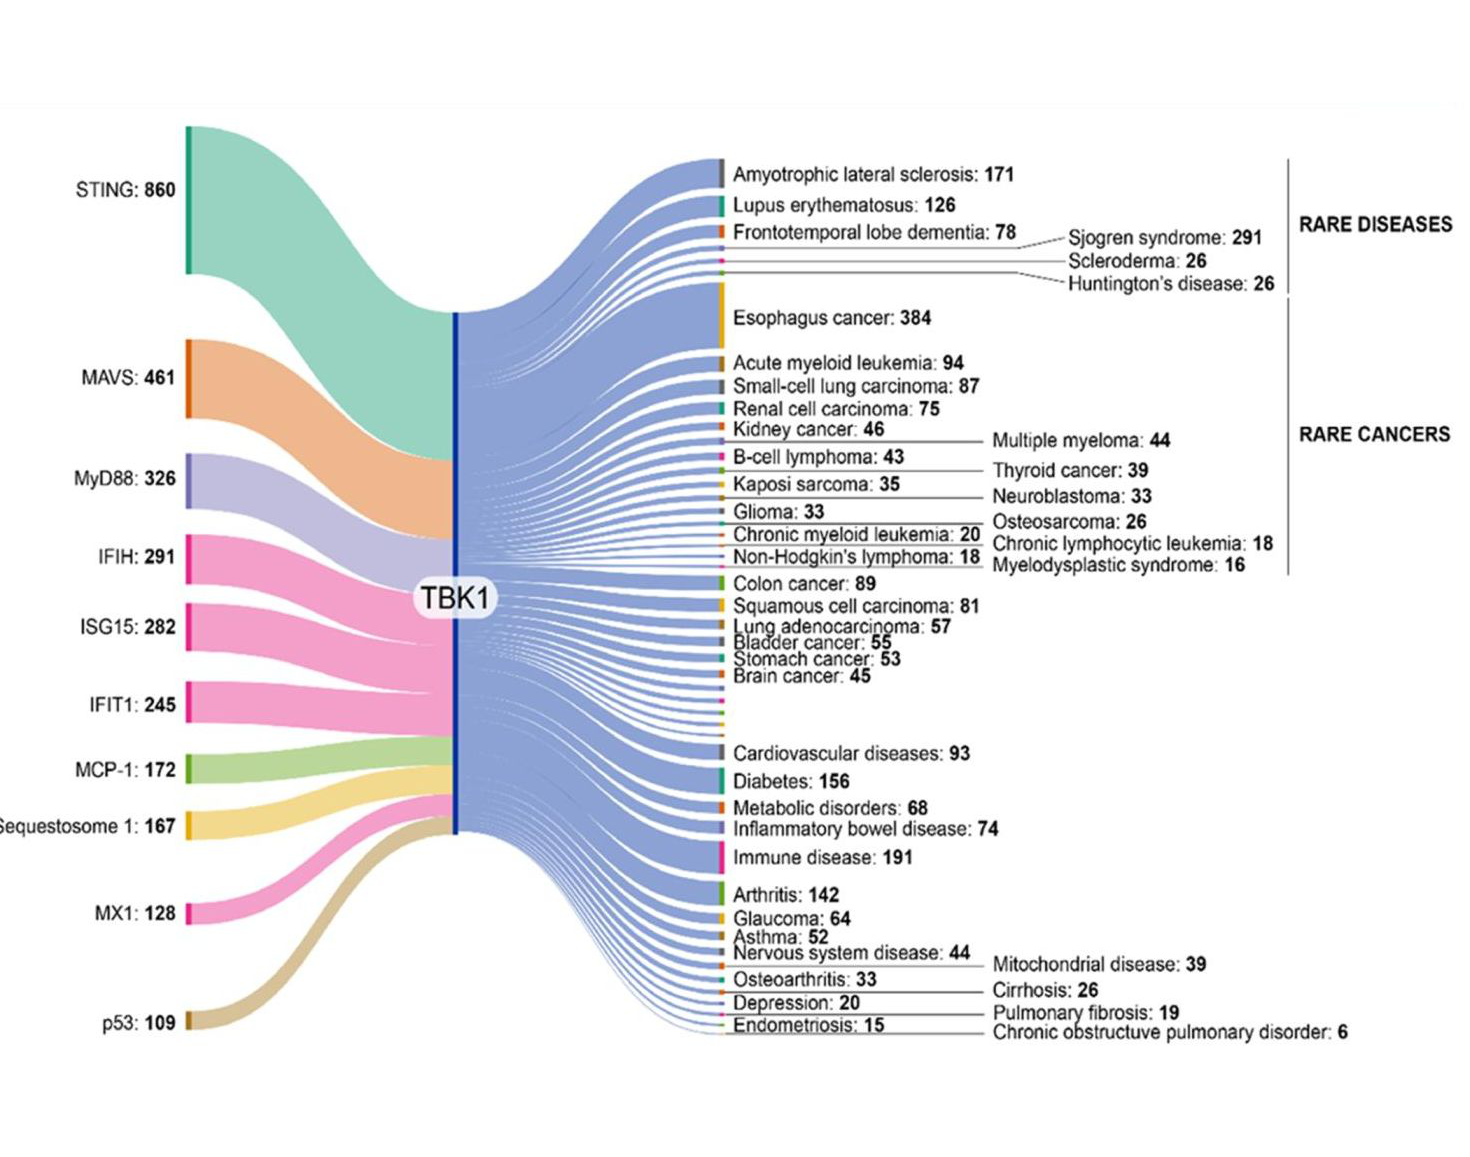 STING: 860
MAVS: 461
MyD88: 326
IFIH: 291
ISG15: 282
IFIT1: 245
MCP-1: 172
Sequestosome 1: 167
MX1: 128
p53: 109
TBK1
Amyotrophic lateral sclerosis: 171
Lupus erythematosus: 126
Frontotemporal lobe dementia: 78
Sjogren syndrome: 291
Scleroderma: 26
Huntington's disease: 26
RARE DISEASES
Esophagus cancer: 384
Acute myeloid leukemia: 94
Small-cell lung carcinoma: 87
Renal cell carcinoma: 75
Kidney cancer: 46
Multiple myeloma: 44
B-cell lymphoma: 43
Thyroid cancer: 39
Kaposi sarcoma: 35
Neuroblastoma: 33
Glioma: 33
Osteosarcoma: 26
Chronic myeloid leukemia: 20
Chronic lymphocytic leukemia: 18
Non-Hodgkin's lymphoma: 18
Myelodysplastic syndrome: 16
RARE CANCERS
Colon cancer: 89
Squamous cell carcinoma: 81
Lung adenocarcinoma: 57
Bladder cancer: 55
Stomach cancer: 53
Brain cancer: 45
Cardiovascular diseases: 93
Diabetes: 156
Metabolic disorders: 68
Inflammatory bowel disease: 74
Immune disease: 191
Arthritis: 142
Glaucoma: 64
Asthma: 52
Nervous system disease: 44
Mitochondrial disease: 39
Osteoarthritis: 33
Cirrhosis: 26
Depression: 20
Pulmonary fibrosis: 19
Endometriosis: 15
Chronic obstructuve pulmonary disorder: 6